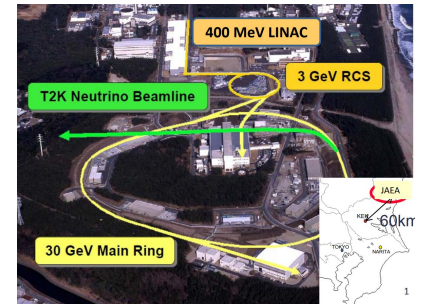 400 MeV LINAC
3 GeV RCS
T2K Neutrino Beamline
JAEA
KEK
60km
TOKYO
NARITA
30 GeV Main Ring
1